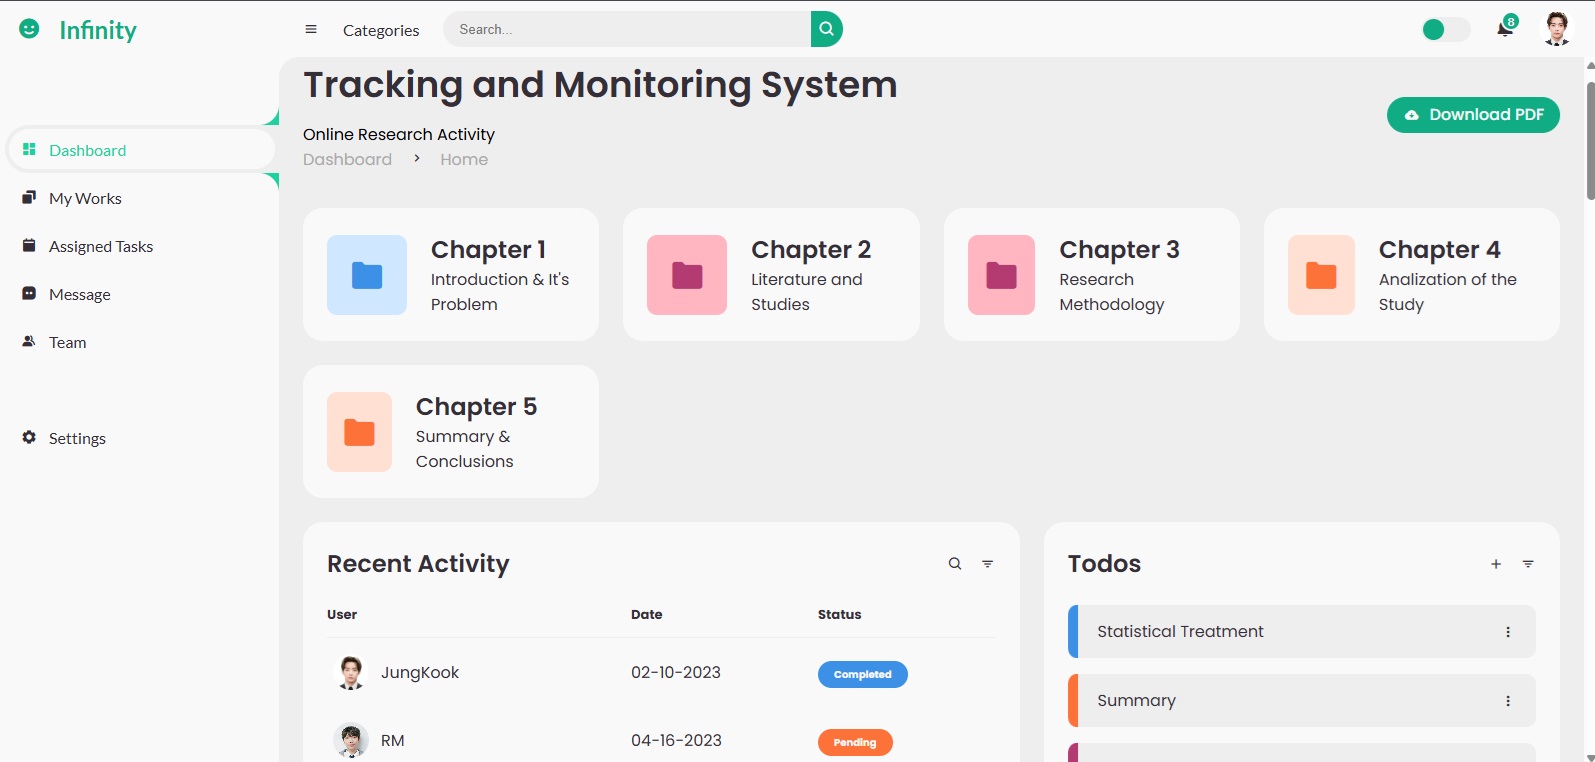 Infinity
Categories
Search...
8
Tracking and Monitoring System
Online Research Activity
Dashboard > Home
Download PDF
Dashboard
My Works
Assigned Tasks
Message
Team
Settings
Chapter 1
Introduction & It's
Problem
Chapter 2
Literature and
Studies
Chapter 3
Research
Methodology
Chapter 4
Analization of the
Study
Chapter 5
Summary &
Conclusions
Recent Activity
User Date Status
JungKook 02-10-2023 Completed
RM 04-16-2023 Pending
Todos
Statistical Treatment
Summary